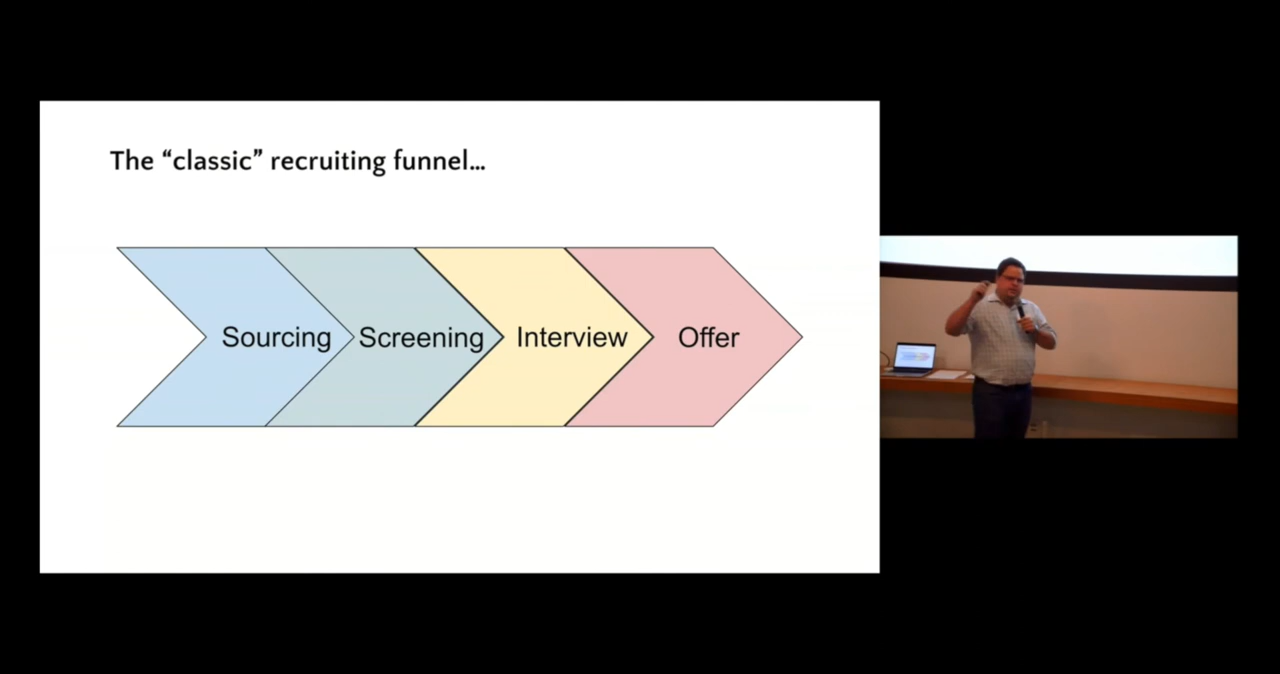 The “classic” recruiting funnel…
Sourcing
Screening
Interview
Offer